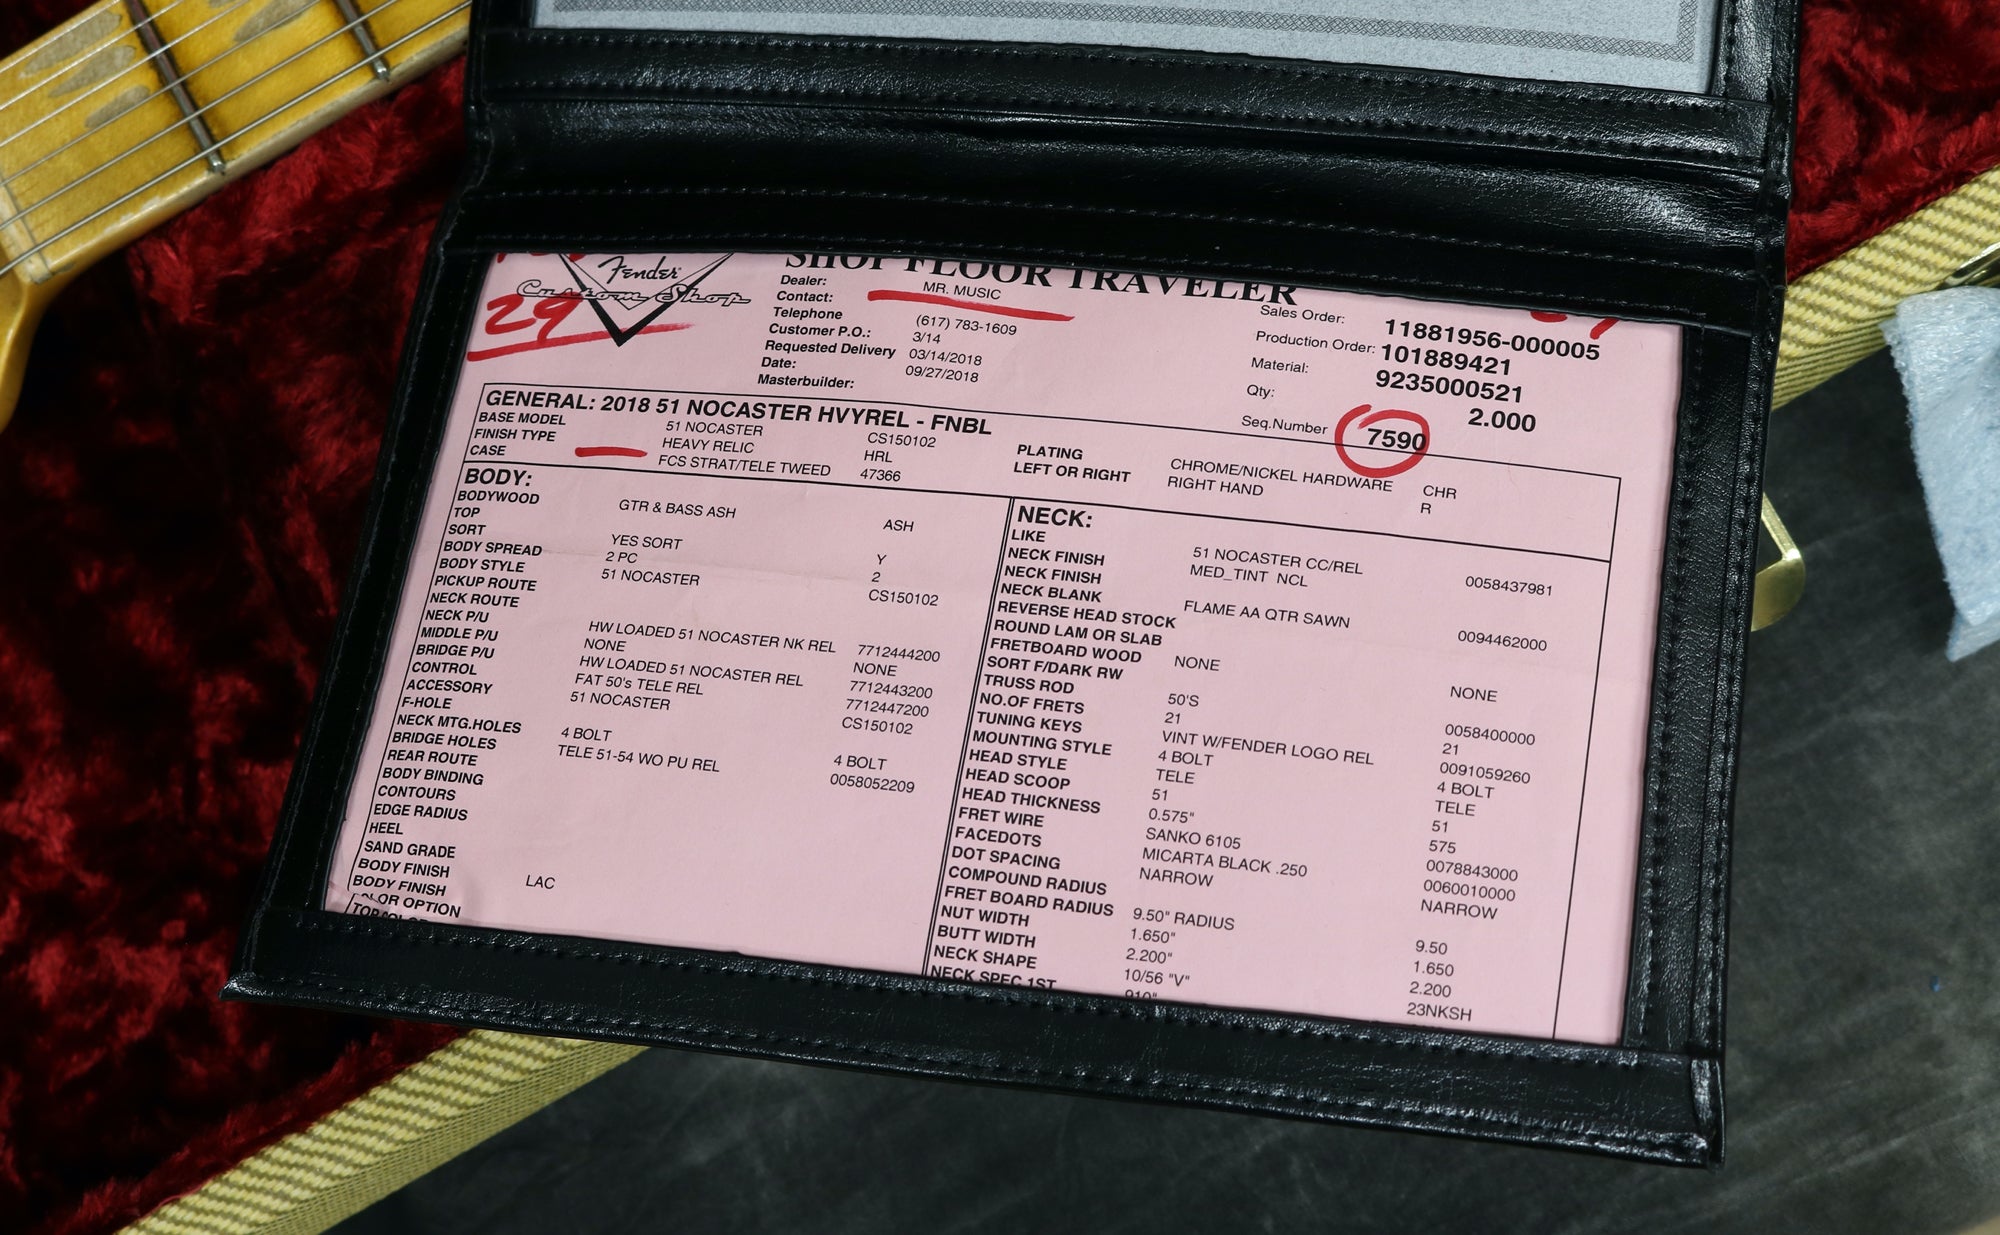 SHOP FLOOR TRAVELER
Fender
Custom Shop
29
Dealer: MR. MUSIC
Contact:
Telephone (617) 783-1609
Customer P.O.: 3/14
Requested Delivery 03/14/2018
Date: 09/27/2018
Masterbuilder:
Sales Order: 11881956-000005
Production Order: 101889421
Material: 9235000521
Qty: 2.000
Seq.Number 7590
GENERAL: 2018 51 NOCASTER HVYREL - FNBL
BASE MODEL 51 NOCASTER CS150102
FINISH TYPE HEAVY RELIC HRL
CASE FCS STRAT/TELE TWEED 47366
PLATING CHROME/NICKEL HARDWARE CHR
LEFT OR RIGHT RIGHT HAND R
BODY:
BODYWOOD GTR & BASS ASH ASH
TOP
SORT YES SORT Y
BODY SPREAD 2 PC 2
BODY STYLE 51 NOCASTER CS150102
PICKUP ROUTE
NECK ROUTE
NECK P/U HW LOADED 51 NOCASTER NK REL 7712444200
MIDDLE P/U NONE NONE
BRIDGE P/U HW LOADED 51 NOCASTER REL 7712443200
CONTROL FAT 50's TELE REL 7712447200
ACCESSORY 51 NOCASTER CS150102
F-HOLE
NECK MTG.HOLES 4 BOLT 4 BOLT
BRIDGE HOLES TELE 51-54 WO PU REL 0058052209
REAR ROUTE
BODY BINDING
CONTOURS
EDGE RADIUS
HEEL
SAND GRADE
BODY FINISH LAC
BODY FINISH
COLOR OPTION
NECK:
LIKE
NECK FINISH 51 NOCASTER CC/REL 0058437981
NECK FINISH MED_TINT NCL
NECK BLANK
REVERSE HEAD STOCK FLAME AA QTR SAWN 0094462000
ROUND LAM OR SLAB
FRETBOARD WOOD NONE NONE
SORT F/DARK RW
TRUSS ROD 50'S 0058400000
NO.OF FRETS 21 21
TUNING KEYS VINT W/FENDER LOGO REL 0091059260
MOUNTING STYLE 4 BOLT 4 BOLT
HEAD STYLE TELE TELE
HEAD SCOOP 51 51
HEAD THICKNESS 0.575" 575
FRET WIRE SANKO 6105 0078843000
FACEDOTS MICARTA BLACK .250 0060010000
DOT SPACING NARROW NARROW
COMPOUND RADIUS
FRET BOARD RADIUS 9.50" RADIUS 9.50
NUT WIDTH 1.650" 1.650
BUTT WIDTH 2.200" 2.200
NECK SHAPE 10/56 "V" 23NKSH
NECK SPEC 1ST